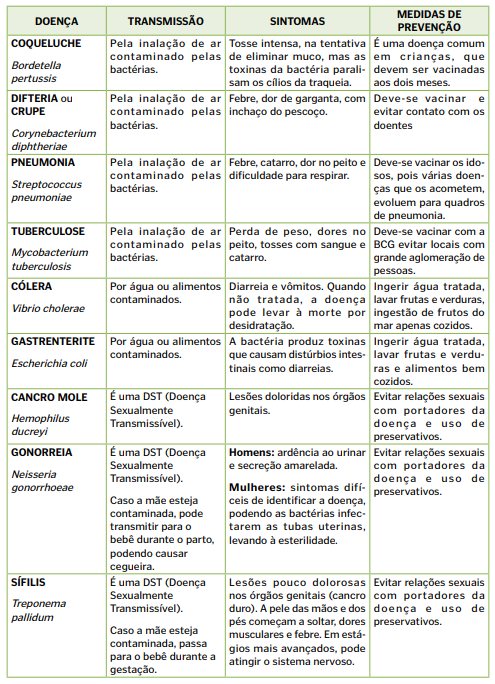 DOENÇA
TRANSMISSÃO
SINTOMAS
MEDIDAS DE
PREVENÇÃO
COQUELUCHE
Bordetella
pertussis
Pela inalação de ar
contaminado pelas
bactérias.
Tosse intensa, na tentativa
de eliminar muco, mas as
toxinas da bactéria parali-
sam os cílios da traqueia.
É uma doença comum
em crianças, que
devem ser vacinadas
aos dois meses.
DIFTERIA ou
CRUPE
Corynebacterium
diphtheriae
Pela inalação de ar
contaminado pelas
bactérias.
Febre, dor de garganta, com
inchaço do pescoço.
Deve-se vacinar e
evitar contato com os
doentes
PNEUMONIA
Streptococcus
pneumoniae
Pela inalação de ar
contaminado pelas
bactérias.
Febre, catarro, dor no peito e
dificuldade para respirar.
Deve-se vacinar os ido-
sos, pois várias doen-
ças que os acometem,
evoluem para quadros
de pneumonia.
TUBERCULOSE
Mycobacterium
tuberculosis
Pela inalação de ar
contaminado pelas
bactérias.
Perda de peso, dores no
peito, tosses com sangue e
catarro.
Deve-se vacinar com a
BCG evitar locais com
grande aglomeração de
pessoas.
CÓLERA
Vibrio cholerae
Por água ou alimentos
contaminados.
Diarreia e vômitos. Quando
não tratada, a doença
pode levar à morte por
desidratação.
Ingerir água tratada,
lavar frutas e verduras,
ingestão de frutos do
mar apenas cozidos.
GASTRENTERITE
Escherichia coli
Por água ou alimentos
contaminados.
A bactéria produz toxinas
que causam distúrbios intes-
tinais como diarreias.
Ingerir água tratada,
lavar frutas e verdu-
ras e alimentos bem
cozidos.
CANCRO MOLE
Hemophilus
ducreyi
É uma DST (Doença
Sexualmente
Transmissível).
Lesões doloridas nos órgãos
genitais.
Evitar relações sexuais
com portadores da
doença e uso de
preservativos.
GONORREIA
Neisseria
gonorrhoeae
É uma DST (Doença
Sexualmente
Transmissível).
Caso a mãe esteja
contaminada, pode
transmitir para o
bebê durante o parto,
podendo causar
cegueira.
Homens: ardência ao urinar
e secreção amarelada.
Mulheres: sintomas difí-
ceis de identificar a doença,
podendo as bactérias infec-
tarem as tubas uterinas,
levando à esterilidade.
Evitar relações sexuais
com portadores da
doença e uso de
preservativos.
SÍFILIS
Treponema
pallidum
É uma DST (Doença
Sexualmente
Transmissível).
Caso a mãe esteja
contaminada, passa
para o bebê durante a
gestação.
Lesões pouco dolorosas
nos órgãos genitais (cancro
duro). A pele das mãos e dos
pés começam a soltar, dores
musculares e febre. Em está-
gios mais avançados, pode
atingir o sistema nervoso.
Evitar relações sexuais
com portadores da
doença e uso de
preservativos.